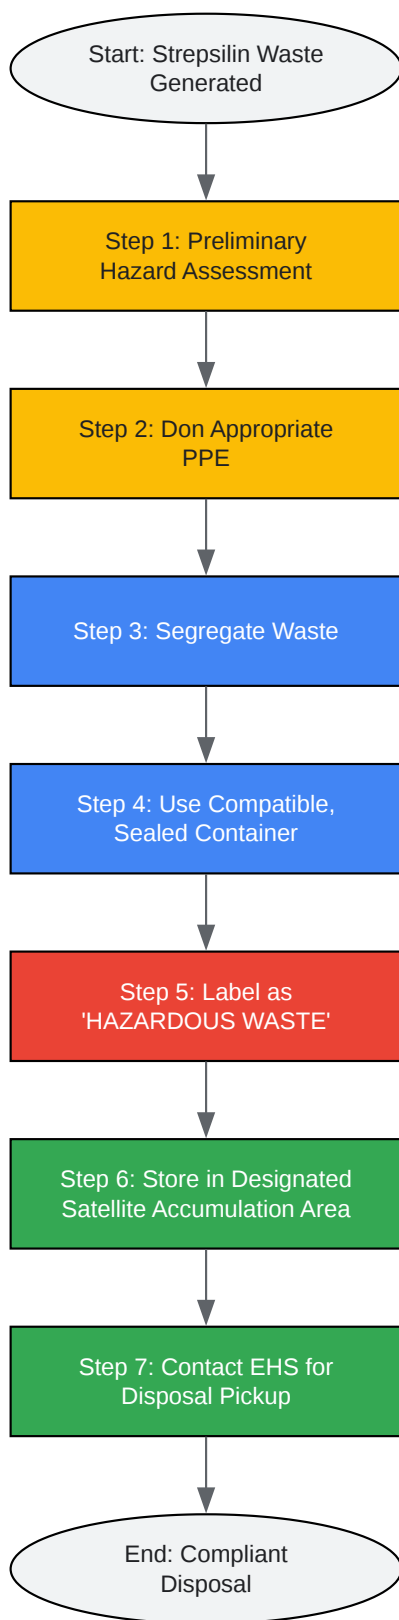 Start: Strepsilin Waste
Generated
Step 1: Preliminary
Hazard Assessment
Step 2: Don Appropriate
PPE
Step 3: Segregate Waste
Step 4: Use Compatible,
Sealed Container
Step 5: Label as
'HAZARDOUS WASTE'
Step 6: Store in Designated
Satellite Accumulation Area
Step 7: Contact EHS for
Disposal Pickup
End: Compliant
Disposal